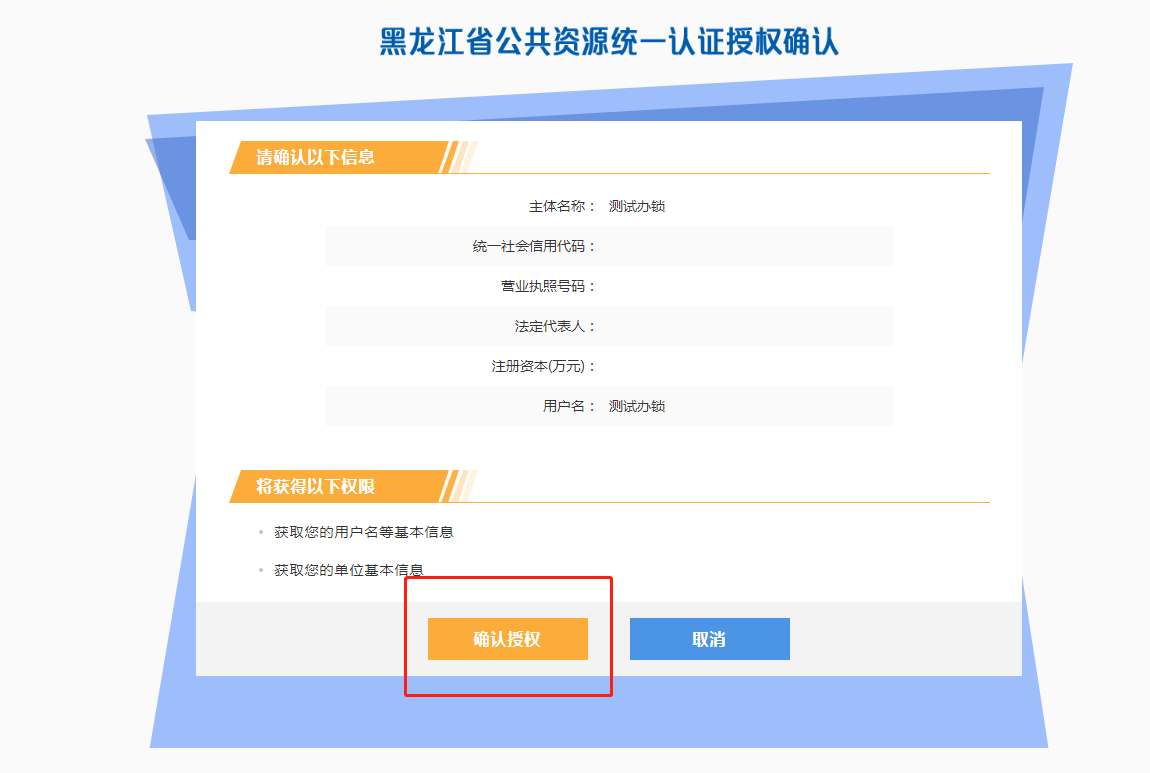 黑龙江省公共资源统一认证授权确认
请确认以下信息
主体名称： 测试办锁
统一社会信用代码：
营业执照号码：
法定代表人：
注册资本(万元)：
用户名： 测试办锁
将获得以下权限
获取您的用户名等基本信息
获取您的单位基本信息
确认授权 取消